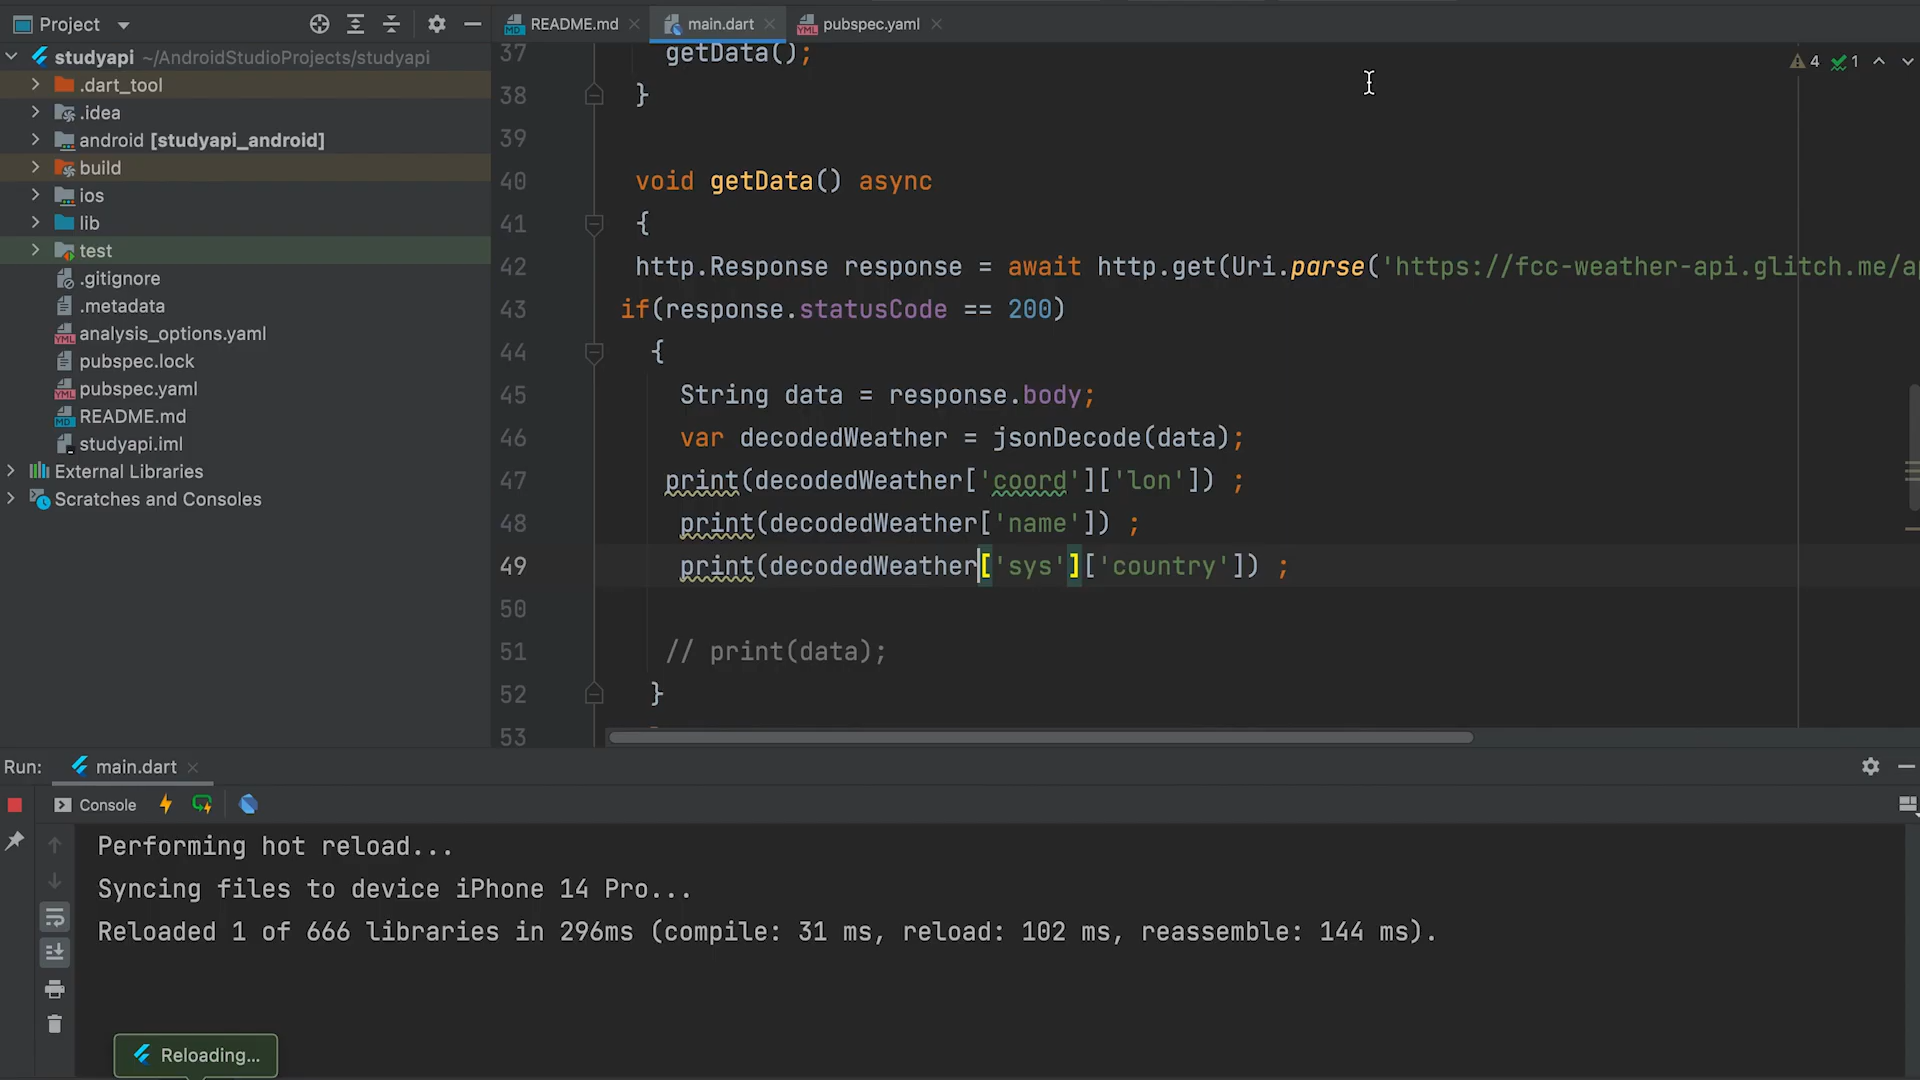 Project
README.md
main.dart
pubspec.yaml
studyapi ~/AndroidStudioProjects/studyapi
.dart_tool
.idea
android [studyapi_android]
build
ios
lib
test
.gitignore
.metadata
analysis_options.yaml
pubspec.lock
pubspec.yaml
README.md
studyapi.iml
External Libraries
Scratches and Consoles
4 1
37 getData();
38 }
39
40 void getData() async
41 {
42 http.Response response = await http.get(Uri.parse('https://fcc-weather-api.glitch.me/a
43 if(response.statusCode == 200)
44 {
45 String data = response.body;
46 var decodedWeather = jsonDecode(data);
47 print(decodedWeather['coord']['lon']) ;
48 print(decodedWeather['name']) ;
49 print(decodedWeather['sys']['country']) ;
50
51 // print(data);
52 }
53
Run: main.dart
Console
Performing hot reload...
Syncing files to device iPhone 14 Pro...
Reloaded 1 of 666 libraries in 296ms (compile: 31 ms, reload: 102 ms, reassemble: 144 ms).
Reloading...